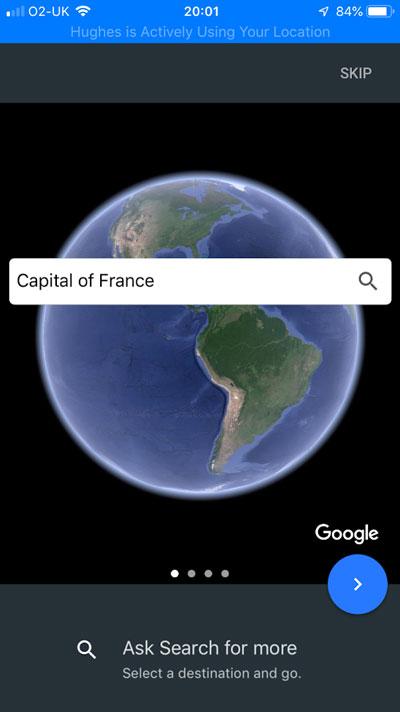 O2-UK 20:01 84%
Hughes is Actively Using Your Location
SKIP
Capital of France
Google
Ask Search for more
Select a destination and go.